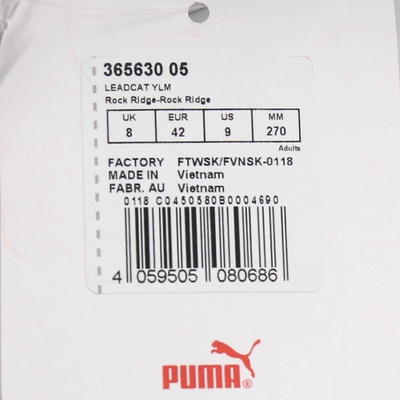 365630 05
LEADCAT YLM
Rock Ridge-Rock Ridge
UK EUR US MM
8 42 9 270
Adults
FACTORY FTWSK/FVNSK-0118
MADE IN Vietnam
FABR. AU Vietnam
0118 C0450580B0004690
4 059505 080686
PUMA®